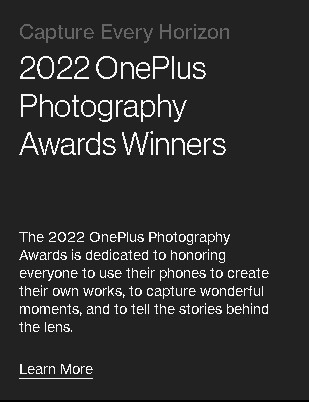 Capture Every Horizon
2022 OnePlus
Photography
Awards Winners
The 2022 OnePlus Photography
Awards is dedicated to honoring
everyone to use their phones to create
their own works, to capture wonderful
moments, and to tell the stories behind
the lens.
Learn More